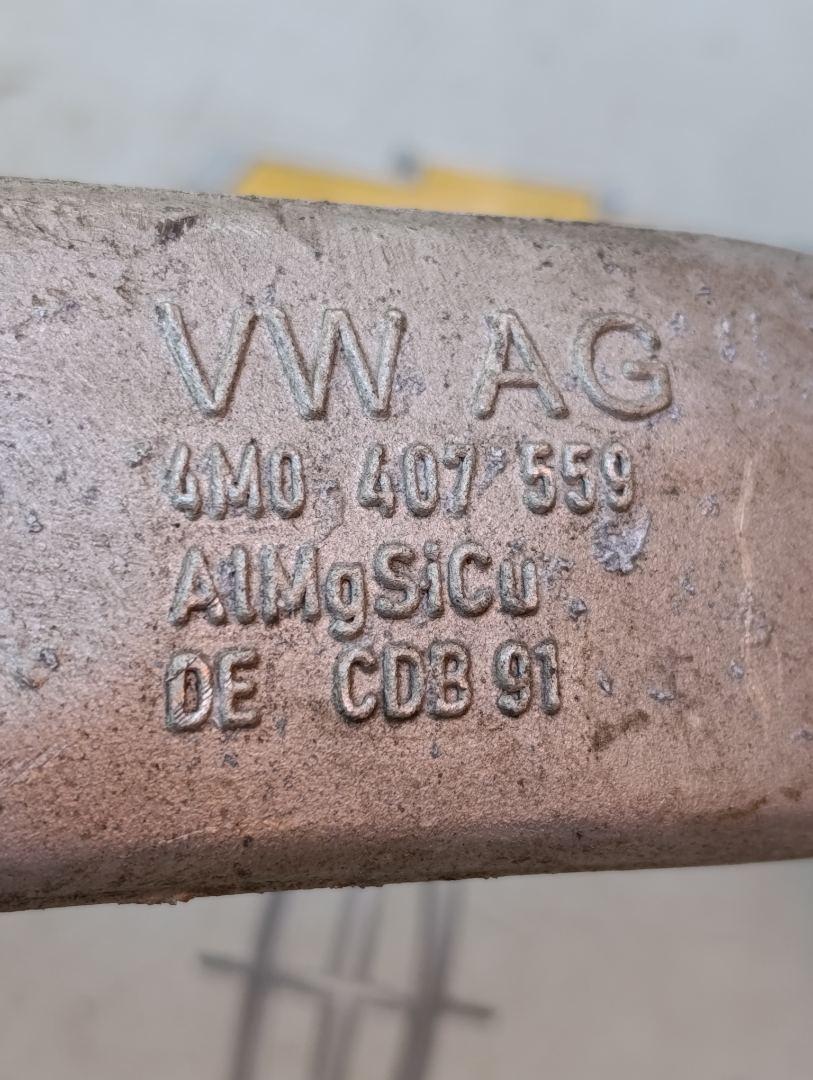 VW AG
4M0 407 559
AlMgSiCu
DE CDB 91